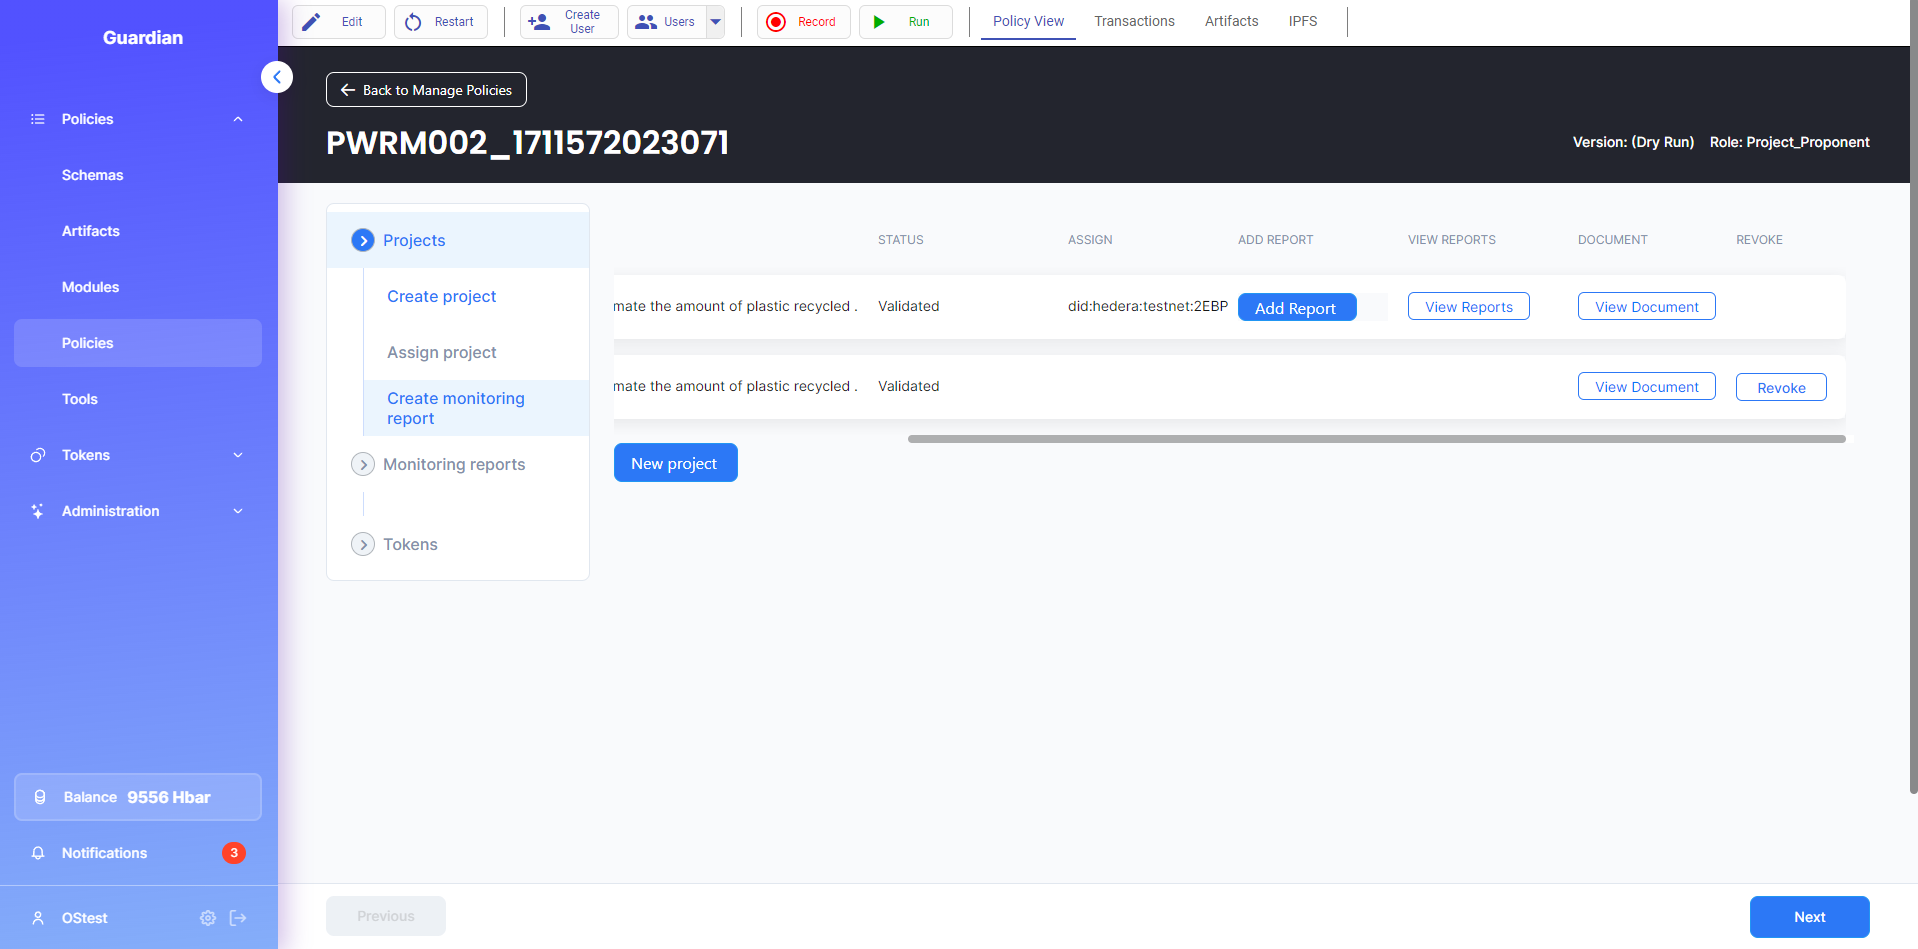 Guardian
Policies
Schemas
Artifacts
Modules
Policies
Tools
Tokens
Administration
Balance 9556 Hbar
Notifications 3
OStest
Edit Restart Create User Users Record Run Policy View Transactions Artifacts IPFS
Back to Manage Policies
PWRM002_1711572023071
Version: (Dry Run) Role: Project_Proponent
Projects
Create project
Assign project
Create monitoring
report
Monitoring reports
Tokens
STATUS ASSIGN ADD REPORT VIEW REPORTS DOCUMENT REVOKE
mate the amount of plastic recycled . Validated did:hedera:testnet:2EBP Add Report View Reports View Document
mate the amount of plastic recycled . Validated View Document Revoke
New project
Previous Next